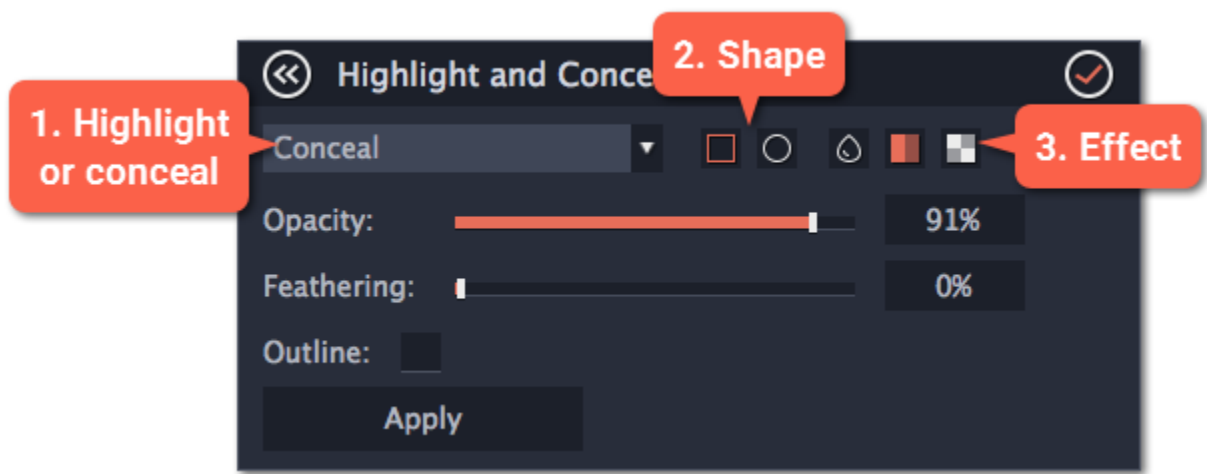 2. Shape
Highlight and Conce
1. Highlight
or conceal
Conceal
3. Effect
Opacity:
91%
Feathering:
0%
Outline:
Apply